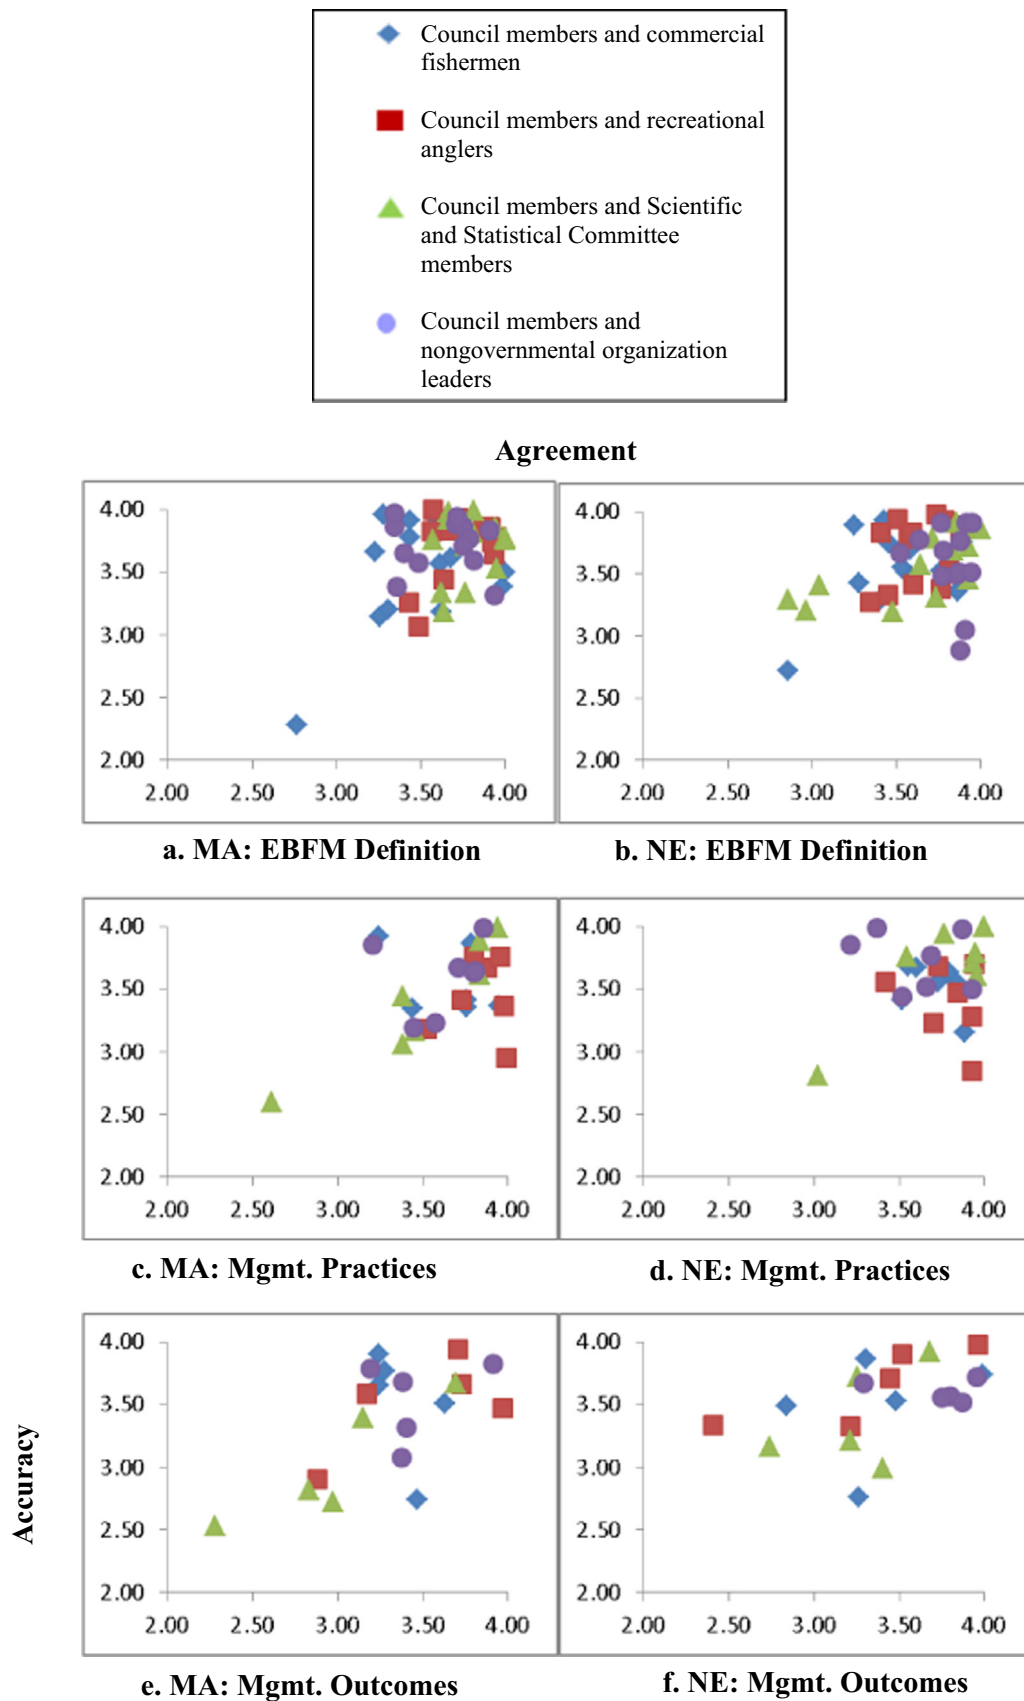 Council members and commercial
fishermen
Council members and recreational
anglers
Council members and Scientific
and Statistical Committee
members
Council members and
nongovernmental organization
leaders
Agreement
4.00
3.50
3.00
2.50
2.00
2.00 2.50 3.00 3.50 4.00
a. MA: EBFM Definition
4.00
3.50
3.00
2.50
2.00
2.00 2.50 3.00 3.50 4.00
b. NE: EBFM Definition
4.00
3.50
3.00
2.50
2.00
2.00 2.50 3.00 3.50 4.00
c. MA: Mgmt. Practices
4.00
3.50
3.00
2.50
2.00
2.00 2.50 3.00 3.50 4.00
d. NE: Mgmt. Practices
Accuracy
4.00
3.50
3.00
2.50
2.00
2.00 2.50 3.00 3.50 4.00
e. MA: Mgmt. Outcomes
4.00
3.50
3.00
2.50
2.00
2.00 2.50 3.00 3.50 4.00
f. NE: Mgmt. Outcomes